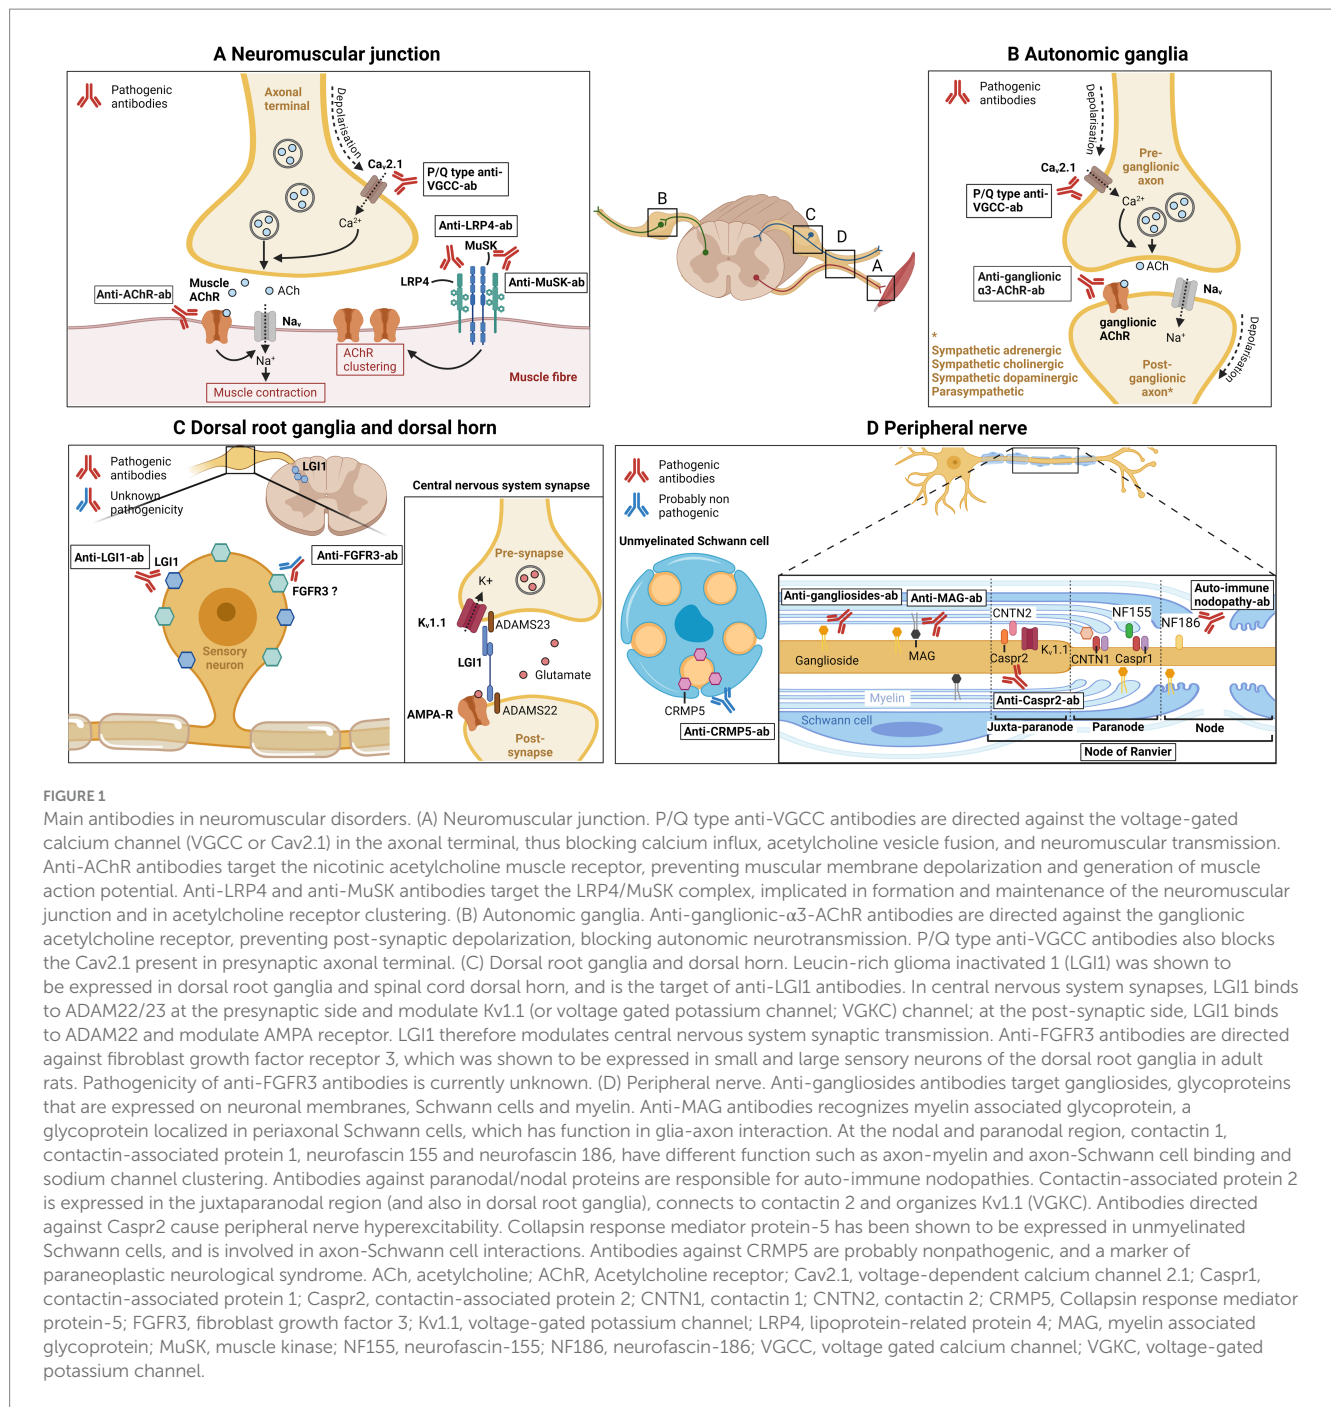 A Neuromuscular junction
Pathogenic
antibodies
Axonal
terminal
Depolarisation
Caᵥ2.1
P/Q type anti-
VGCC-ab
Ca²⁺
Anti-LRP4-ab
MuSK
LRP4
Anti-MuSK-ab
Anti-AChR-ab
Muscle
AChR
ACh
Naᵥ
Na⁺
AChR
clustering
Muscle contraction
Muscle fibre
B
C
D
A
B Autonomic ganglia
Pathogenic
antibodies
Depolarisation
Caᵥ2.1
Pre-
ganglionic
axon
P/Q type anti-
VGCC-ab
Ca²⁺
ACh
Anti-ganglionic
α3-AChR-ab
Naᵥ
ganglionic
AChR
Na⁺
Depolarisation
*
Sympathetic adrenergic
Sympathetic cholinergic
Sympathetic dopaminergic
Parasympathetic
Post-
ganglionic
axon*
C Dorsal root ganglia and dorsal horn
Pathogenic
antibodies
Unknown
pathogenicity
LGI1
Anti-LGI1-ab
LGI1
Anti-FGFR3-ab
FGFR3 ?
Sensory
neuron
Central nervous system synapse
Pre-synapse
K+
Kᵥ1.1
ADAMS23
LGI1
Glutamate
AMPA-R
ADAMS22
Post-
synapse
D Peripheral nerve
Pathogenic
antibodies
Probably non
pathogenic
Unmyelinated Schwann cell
CRMP5
Anti-CRMP5-ab
Anti-gangliosides-ab
Anti-MAG-ab
Auto-immune
nodopathy-ab
CNTN2
NF155
NF186
Ganglioside
MAG
Caspr2
Kᵥ1.1
CNTN1
Caspr1
Myelin
Anti-Caspr2-ab
Schwann cell
Juxta-paranode
Paranode
Node
Node of Ranvier
FIGURE 1
Main antibodies in neuromuscular disorders. (A) Neuromuscular junction. P/Q type anti-VGCC antibodies are directed against the voltage-gated
calcium channel (VGCC or Cav2.1) in the axonal terminal, thus blocking calcium influx, acetylcholine vesicle fusion, and neuromuscular transmission.
Anti-AChR antibodies target the nicotinic acetylcholine muscle receptor, preventing muscular membrane depolarization and generation of muscle
action potential. Anti-LRP4 and anti-MuSK antibodies target the LRP4/MuSK complex, implicated in formation and maintenance of the neuromuscular
junction and in acetylcholine receptor clustering. (B) Autonomic ganglia. Anti-ganglionic-α3-AChR antibodies are directed against the ganglionic
acetylcholine receptor, preventing post-synaptic depolarization, blocking autonomic neurotransmission. P/Q type anti-VGCC antibodies also blocks
the Cav2.1 present in presynaptic axonal terminal. (C) Dorsal root ganglia and dorsal horn. Leucin-rich glioma inactivated 1 (LGI1) was shown to
be expressed in dorsal root ganglia and spinal cord dorsal horn, and is the target of anti-LGI1 antibodies. In central nervous system synapses, LGI1 binds
to ADAM22/23 at the presynaptic side and modulate Kv1.1 (or voltage gated potassium channel; VGKC) channel; at the post-synaptic side, LGI1 binds
to ADAM22 and modulate AMPA receptor. LGI1 therefore modulates central nervous system synaptic transmission. Anti-FGFR3 antibodies are directed
against fibroblast growth factor receptor 3, which was shown to be expressed in small and large sensory neurons of the dorsal root ganglia in adult
rats. Pathogenicity of anti-FGFR3 antibodies is currently unknown. (D) Peripheral nerve. Anti-gangliosides antibodies target gangliosides, glycoproteins
that are expressed on neuronal membranes, Schwann cells and myelin. Anti-MAG antibodies recognizes myelin associated glycoprotein, a
glycoprotein localized in periaxonal Schwann cells, which has function in glia-axon interaction. At the nodal and paranodal region, contactin 1,
contactin-associated protein 1, neurofascin 155 and neurofascin 186, have different function such as axon-myelin and axon-Schwann cell binding and
sodium channel clustering. Antibodies against paranodal/nodal proteins are responsible for auto-immune nodopathies. Contactin-associated protein 2
is expressed in the juxtaparanodal region (and also in dorsal root ganglia), connects to contactin 2 and organizes Kv1.1 (VGKC). Antibodies directed
against Caspr2 cause peripheral nerve hyperexcitability. Collapsin response mediator protein-5 has been shown to be expressed in unmyelinated
Schwann cells, and is involved in axon-Schwann cell interactions. Antibodies against CRMP5 are probably nonpathogenic, and a marker of
paraneoplastic neurological syndrome. ACh, acetylcholine; AChR, Acetylcholine receptor; Cav2.1, voltage-dependent calcium channel 2.1; Caspr1,
contactin-associated protein 1; Caspr2, contactin-associated protein 2; CNTN1, contactin 1; CNTN2, contactin 2; CRMP5, Collapsin response mediator
protein-5; FGFR3, fibroblast growth factor 3; Kv1.1, voltage-gated potassium channel; LRP4, lipoprotein-related protein 4; MAG, myelin associated
glycoprotein; MuSK, muscle kinase; NF155, neurofascin-155; NF186, neurofascin-186; VGCC, voltage gated calcium channel; VGKC, voltage-gated
potassium channel.